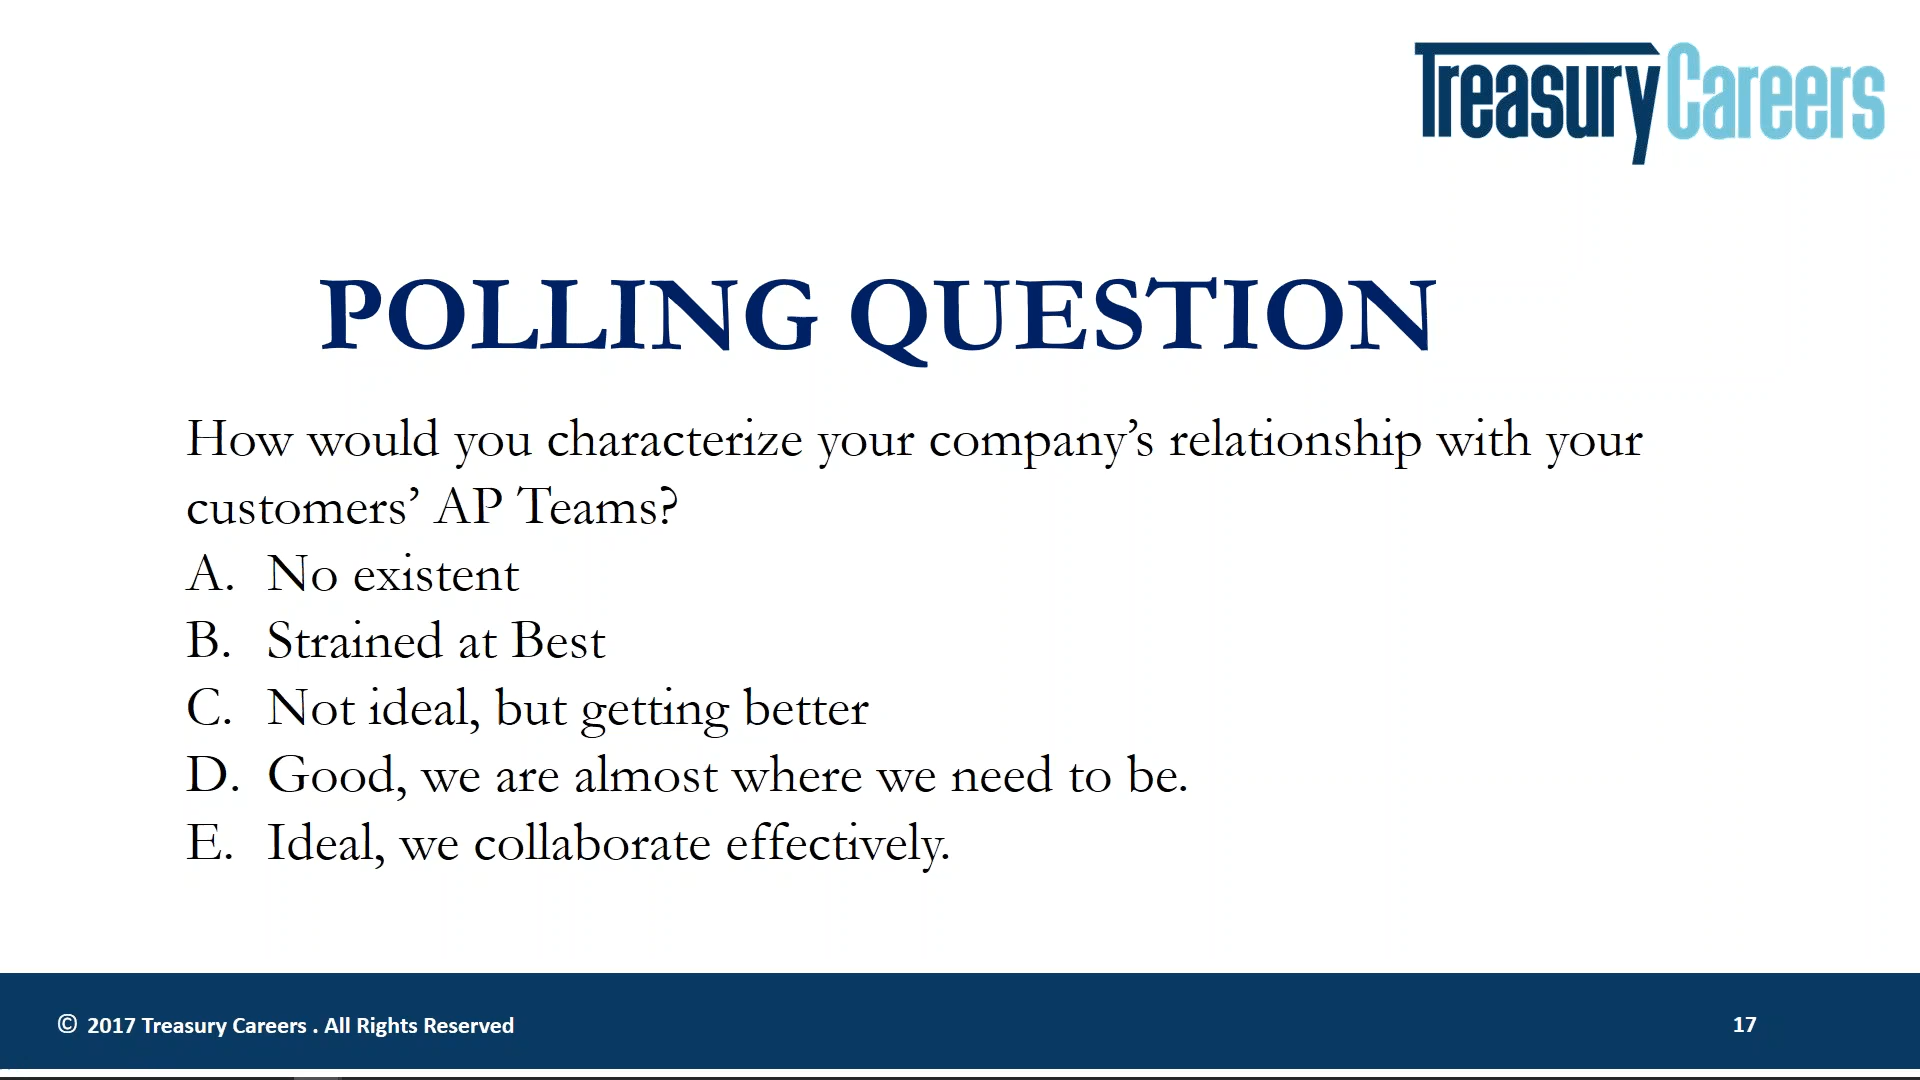 Treasury Careers
POLLING QUESTION
How would you characterize your company’s relationship with your
customers’ AP Teams?
A. No existent
B. Strained at Best
C. Not ideal, but getting better
D. Good, we are almost where we need to be.
E. Ideal, we collaborate effectively.
© 2017 Treasury Careers . All Rights Reserved
17